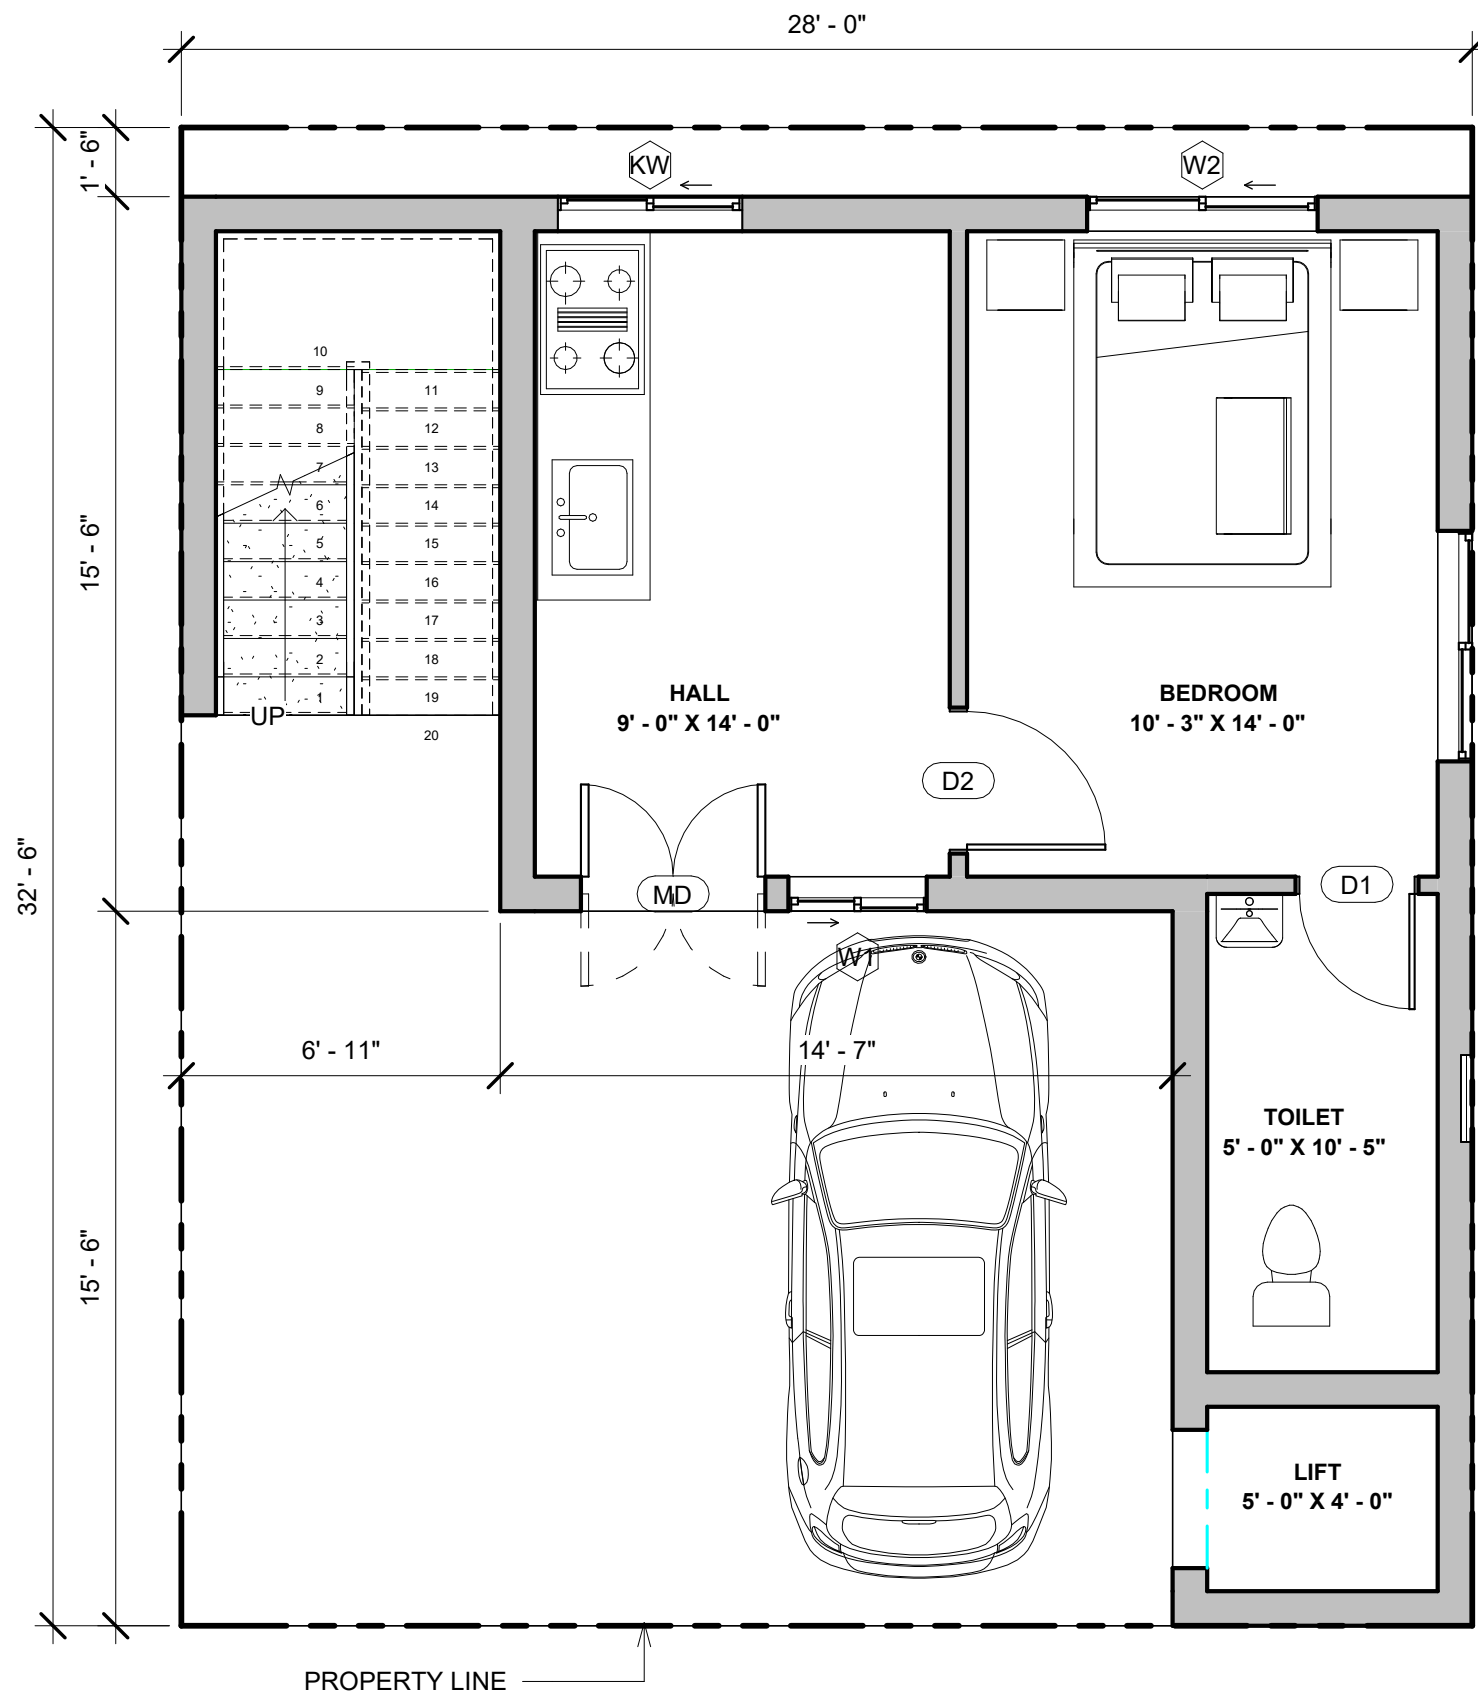 28' - 0"
1' - 6"
KW
W2
10
9
11
8
12
7
13
6
14
5
15
4
16
3
17
2
18
1
19
UP
20
15' - 6"
HALL
9' - 0" X 14' - 0"
BEDROOM
10' - 3" X 14' - 0"
D2
32' - 6"
MD
D1
W1
6' - 11"
14' - 7"
TOILET
5' - 0" X 10' - 5"
15' - 6"
LIFT
5' - 0" X 4' - 0"
PROPERTY LINE